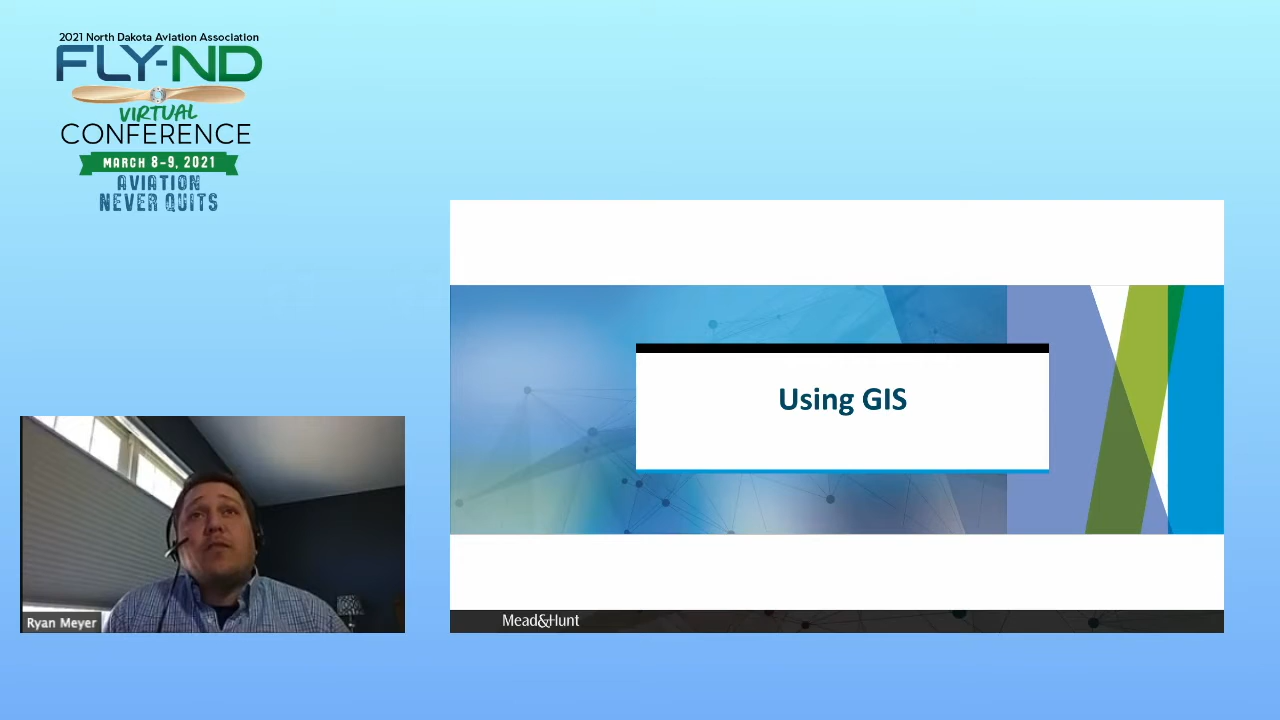 2021 North Dakota Aviation Association
FLY-ND
VIRTUAL
CONFERENCE
MARCH 8-9, 2021
AVIATION
NEVER QUITS
Using GIS
Ryan Meyer
Mead&Hunt